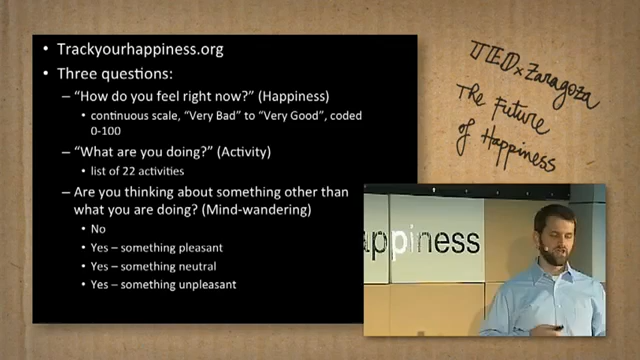 • Trackyourhappiness.org
• Three questions:
– “How do you feel right now?” (Happiness)
• continuous scale, “Very Bad” to “Very Good”, coded
0-100
– “What are you doing?” (Activity)
• list of 22 activities
– Are you thinking about something other than
what you are doing? (Mind-wandering)
• No
• Yes – something pleasant
• Yes – something neutral
• Yes – something unpleasant
TEDxZaragoza
The Future
of Happiness
appiness